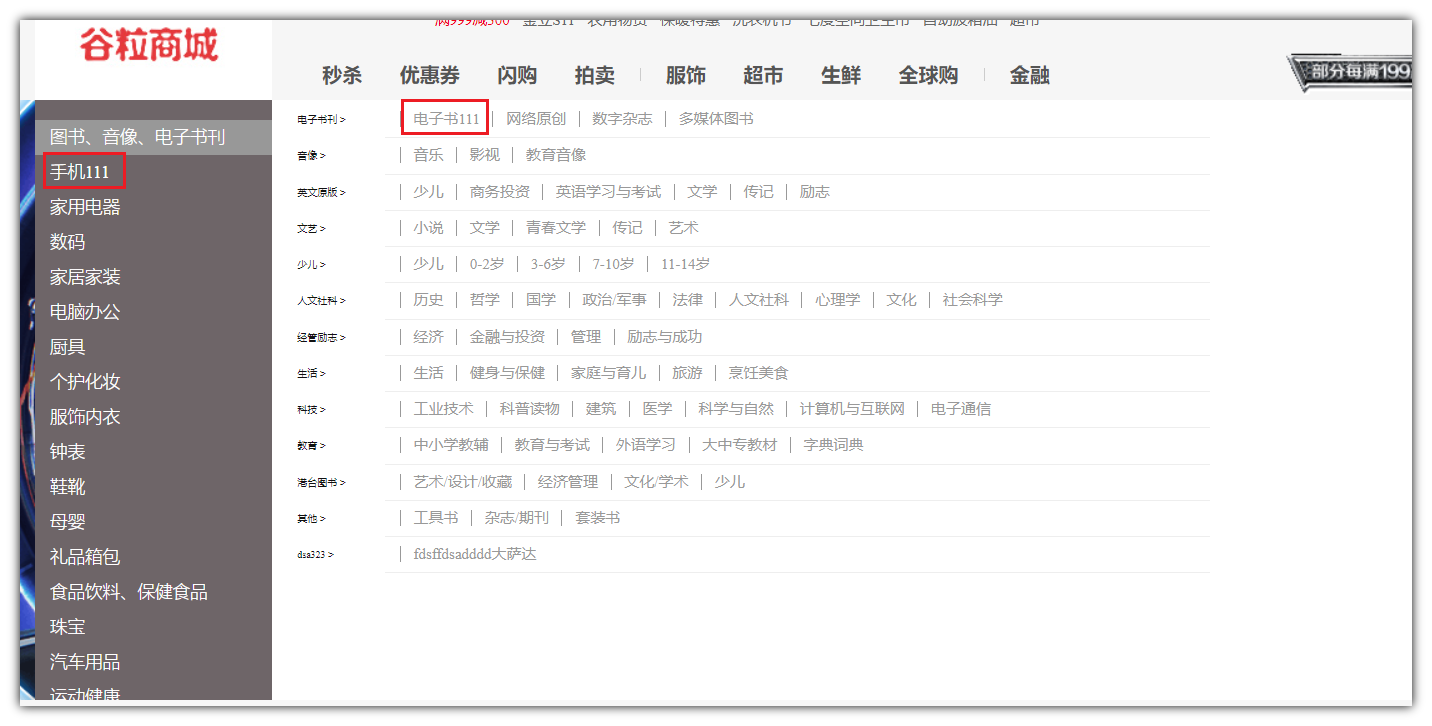 满999减300 金立S11 农用物资 保暖特惠 洗衣机节 七度空间卫生巾 自动波箱油 超市
谷粒商城
秒杀 优惠券 闪购 拍卖 服饰 超市 生鲜 全球购 金融
部分每满199
图书、音像、电子书刊
手机111
家用电器
数码
家居家装
电脑办公
厨具
个护化妆
服饰内衣
钟表
鞋靴
母婴
礼品箱包
食品饮料、保健食品
珠宝
汽车用品
运动健康
电子书刊 > 电子书111 网络原创 数字杂志 多媒体图书
音像 > 音乐 影视 教育音像
英文原版 > 少儿 商务投资 英语学习与考试 文学 传记 励志
文艺 > 小说 文学 青春文学 传记 艺术
少儿 > 少儿 0-2岁 3-6岁 7-10岁 11-14岁
人文社科 > 历史 哲学 国学 政治/军事 法律 人文社科 心理学 文化 社会科学
经管励志 > 经济 金融与投资 管理 励志与成功
生活 > 生活 健身与保健 家庭与育儿 旅游 烹饪美食
科技 > 工业技术 科普读物 建筑 医学 科学与自然 计算机与互联网 电子通信
教育 > 中小学教辅 教育与考试 外语学习 大中专教材 字典词典
港台图书 > 艺术/设计/收藏 经济管理 文化/学术 少儿
其他 > 工具书 杂志/期刊 套装书
dsa323 > fdsffdsadddd大萨达